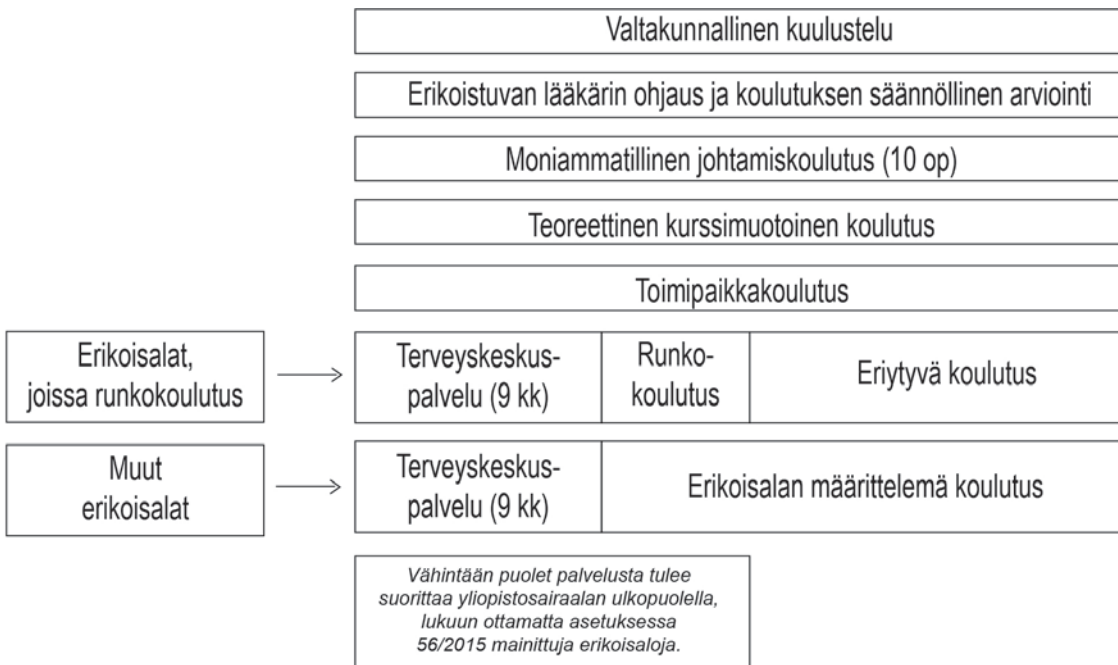 Valtakunnallinen kuulustelu
Erikoistuvan lääkärin ohjaus ja koulutuksen säännöllinen arviointi
Moniammatillinen johtamiskoulutus (10 op)
Teoreettinen kurssimuotoinen koulutus
Toimipaikkakoulutus
Erikoisalat,
joissa runkokoulutus
Terveyskeskus-
palvelu (9 kk)
Runko-
koulutus
Eriytyvä koulutus
Muut
erikoisalat
Terveyskeskus-
palvelu (9 kk)
Erikoisalan määrittelemä koulutus
Vähintään puolet palvelusta tulee
suorittaa yliopistosairaalan ulkopuolella,
lukuun ottamatta asetuksessa
56/2015 mainittuja erikoisaloja.